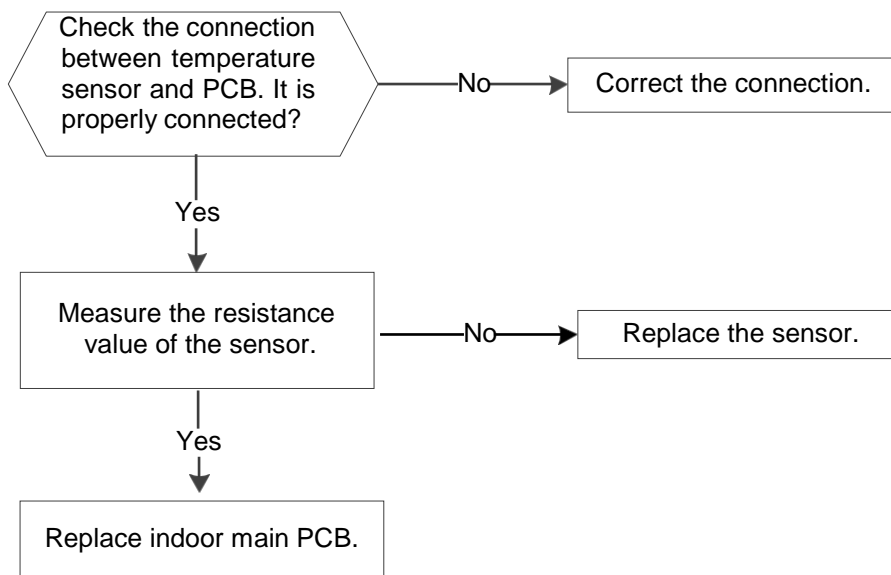 Check the connection
between temperature
sensor and PCB. It is
properly connected?
No
Correct the connection.
Yes
Measure the resistance
value of the sensor.
No
Replace the sensor.
Yes
Replace indoor main PCB.